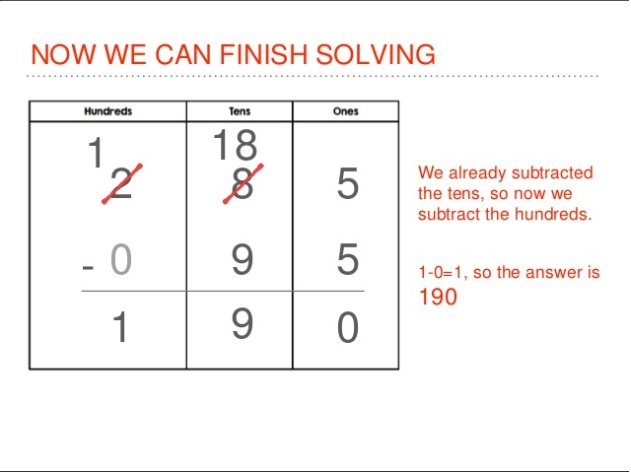 NOW WE CAN FINISH SOLVING
Hundreds Tens Ones
1 18
2 8 5
- 0 9 5
1 9 0
We already subtracted
the tens, so now we
subtract the hundreds.
1-0=1, so the answer is
190